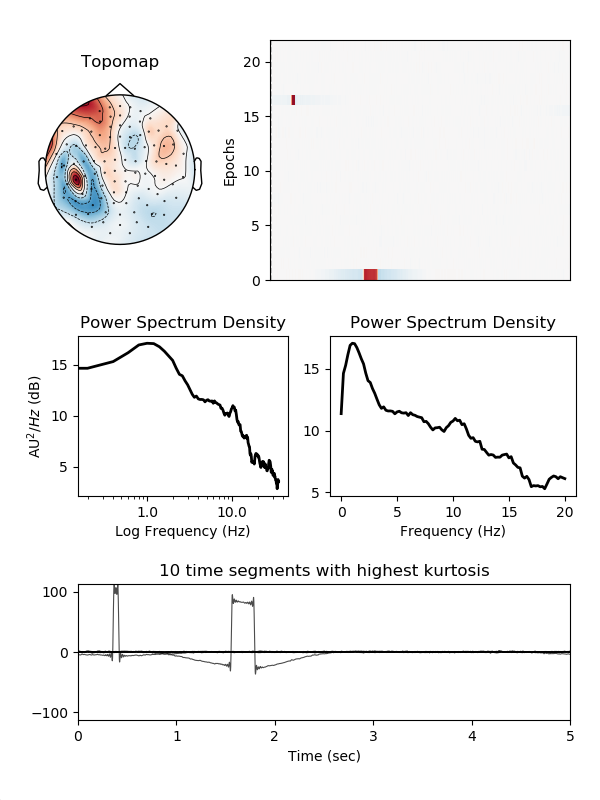 Topomap
Epochs
20
15
10
5
0
Power Spectrum Density
AU²/Hz (dB)
15
10
5
1.0 10.0
Log Frequency (Hz)
Power Spectrum Density
15
10
5
0 5 10 15 20
Frequency (Hz)
10 time segments with highest kurtosis
100
0
−100
0 1 2 3 4 5
Time (sec)